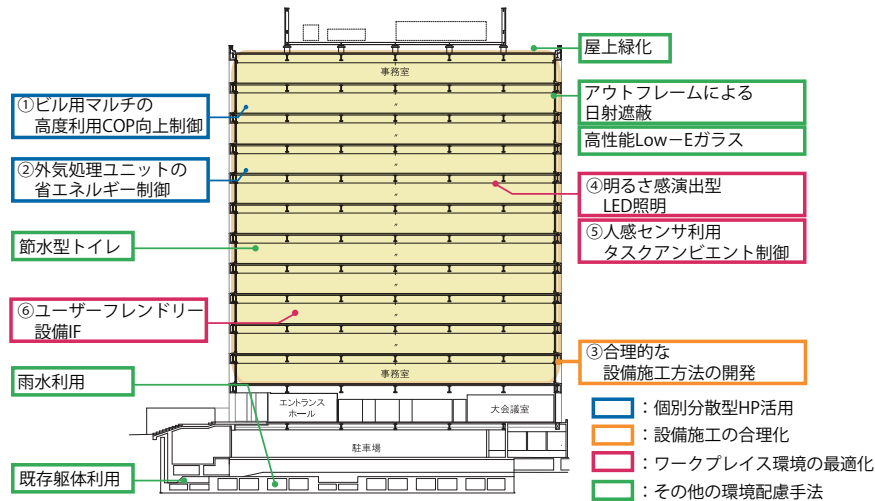 屋上緑化
事務室
アウトフレームによる
日射遮蔽
①ビル用マルチの
高度利用COP向上制御
〃
高性能Low−Eガラス
〃
②外気処理ユニットの
省エネルギー制御
〃
④明るさ感演出型
LED照明
〃
⑤人感センサ利用
タスクアンビエント制御
〃
節水型トイレ
〃
〃
⑥ユーザーフレンドリー
設備IF
〃
〃
③合理的な
設備施工方法の開発
事務室
雨水利用
エントランス
ホール
大会議室
：個別分散型HP活用
：設備施工の合理化
駐車場
：ワークプレイス環境の最適化
既存躯体利用
：その他の環境配慮手法